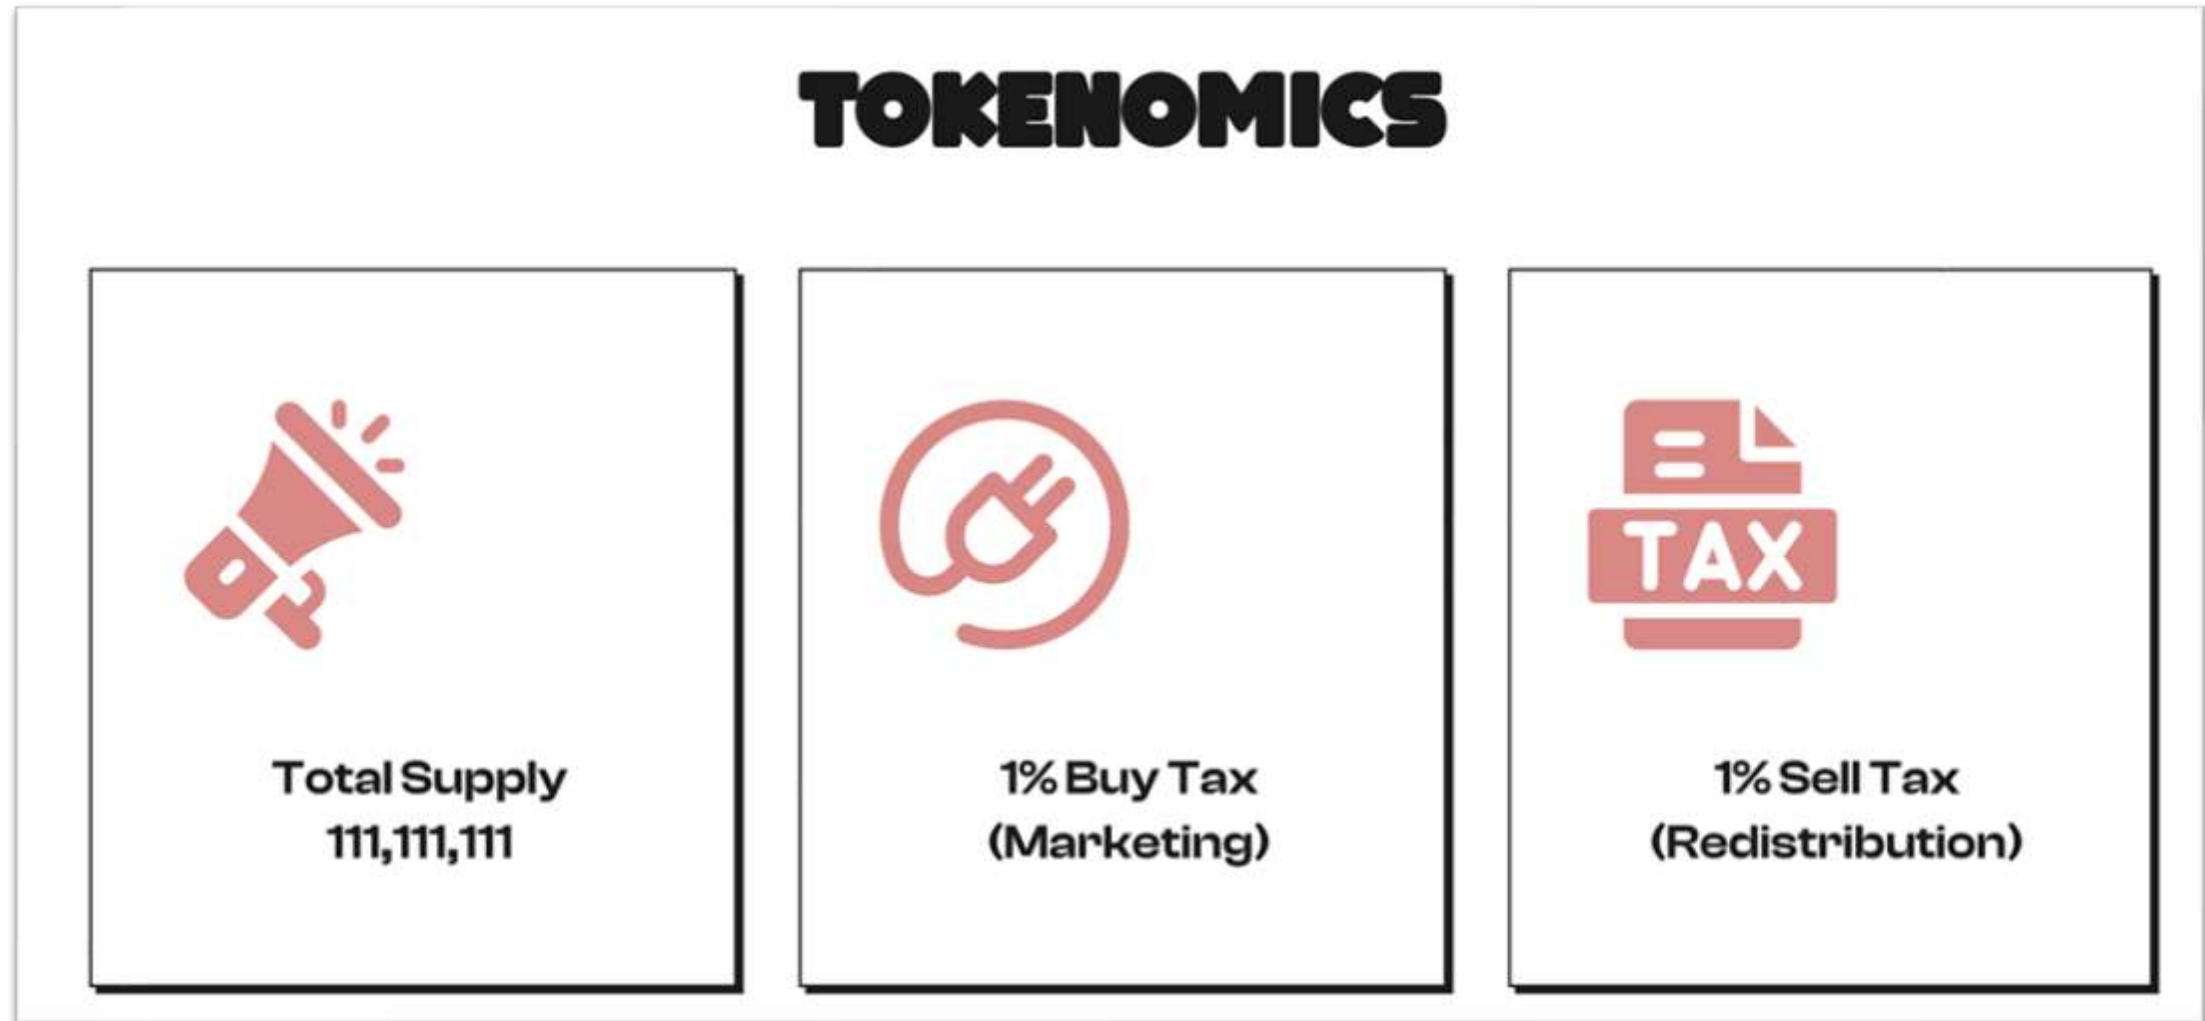 TOKENOMICS
TAX
Total Supply
111,111,111
1% Buy Tax
(Marketing)
1% Sell Tax
(Redistribution)